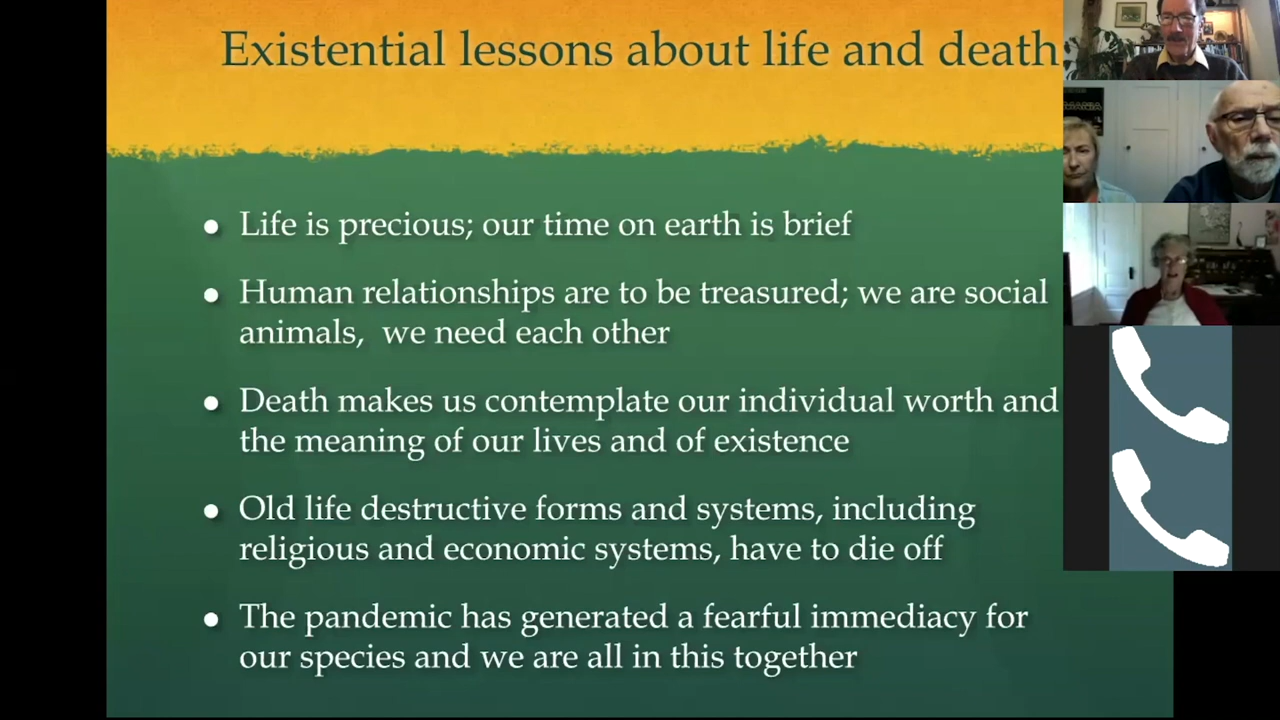 Existential lessons about life and death
• Life is precious; our time on earth is brief
• Human relationships are to be treasured; we are social
animals,  we need each other
• Death makes us contemplate our individual worth and
the meaning of our lives and of existence
• Old life destructive forms and systems, including
religious and economic systems, have to die off
• The pandemic has generated a fearful immediacy for
our species and we are all in this together